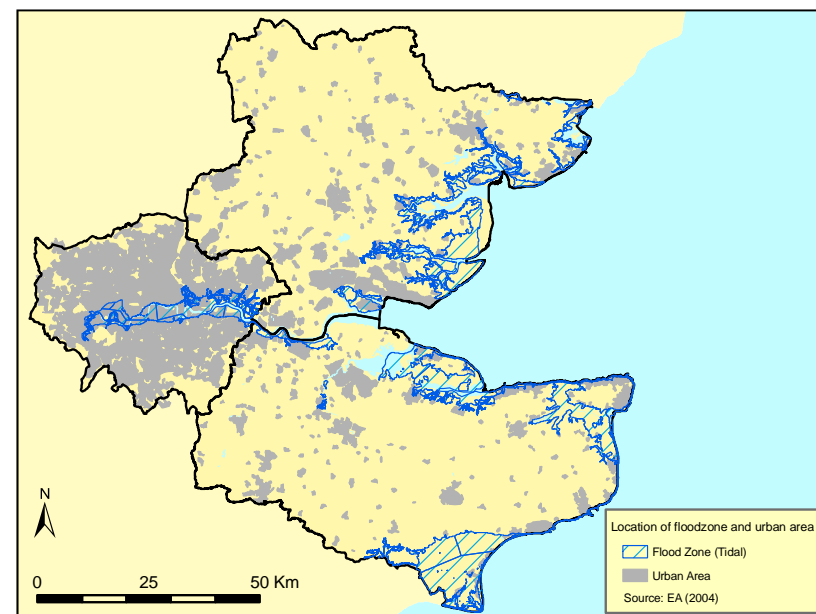 N
0 25 50 Km
Location of floodzone and urban area
Flood Zone (Tidal)
Urban Area
Source: EA (2004)